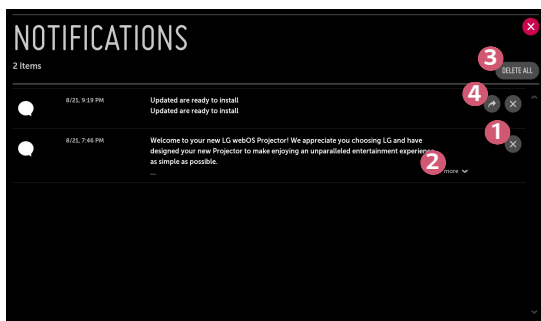 NOTIFICATIONS
2 Items
3
DELETE ALL
4
8/21, 9:19 PM
Updated are ready to install
Updated are ready to install
1
8/21, 7:46 PM
Welcome to your new LG webOS Projector! We appreciate you choosing LG and have
designed your new Projector to make enjoying an unparalleled entertainment experience
as simple as possible.
...
2
more